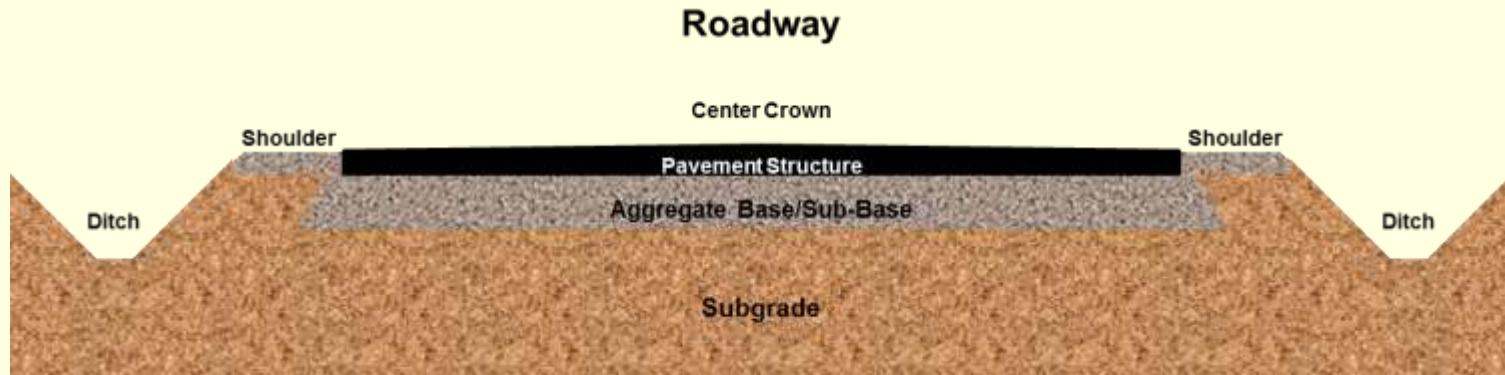 Roadway
Center Crown
Shoulder
Shoulder
Pavement Structure
Aggregate Base/Sub-Base
Ditch
Ditch
Subgrade